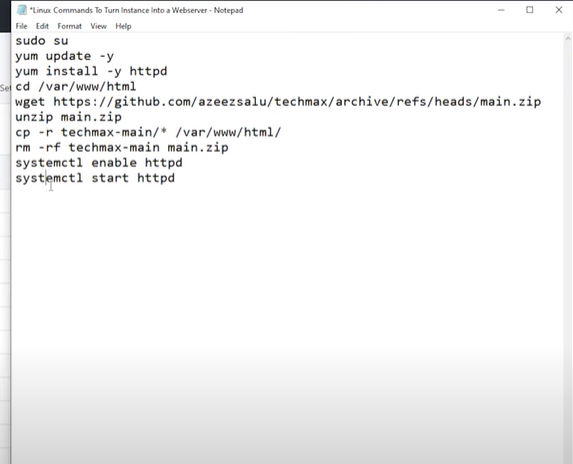 *Linux Commands To Turn Instance Into a Webserver - Notepad
File Edit Format View Help
sudo su
yum update -y
yum install -y httpd
cd /var/www/html
wget https://github.com/azeezsalu/techmax/archive/refs/heads/main.zip
unzip main.zip
cp -r techmax-main/* /var/www/html/
rm -rf techmax-main main.zip
systemctl enable httpd
systemctl start httpd